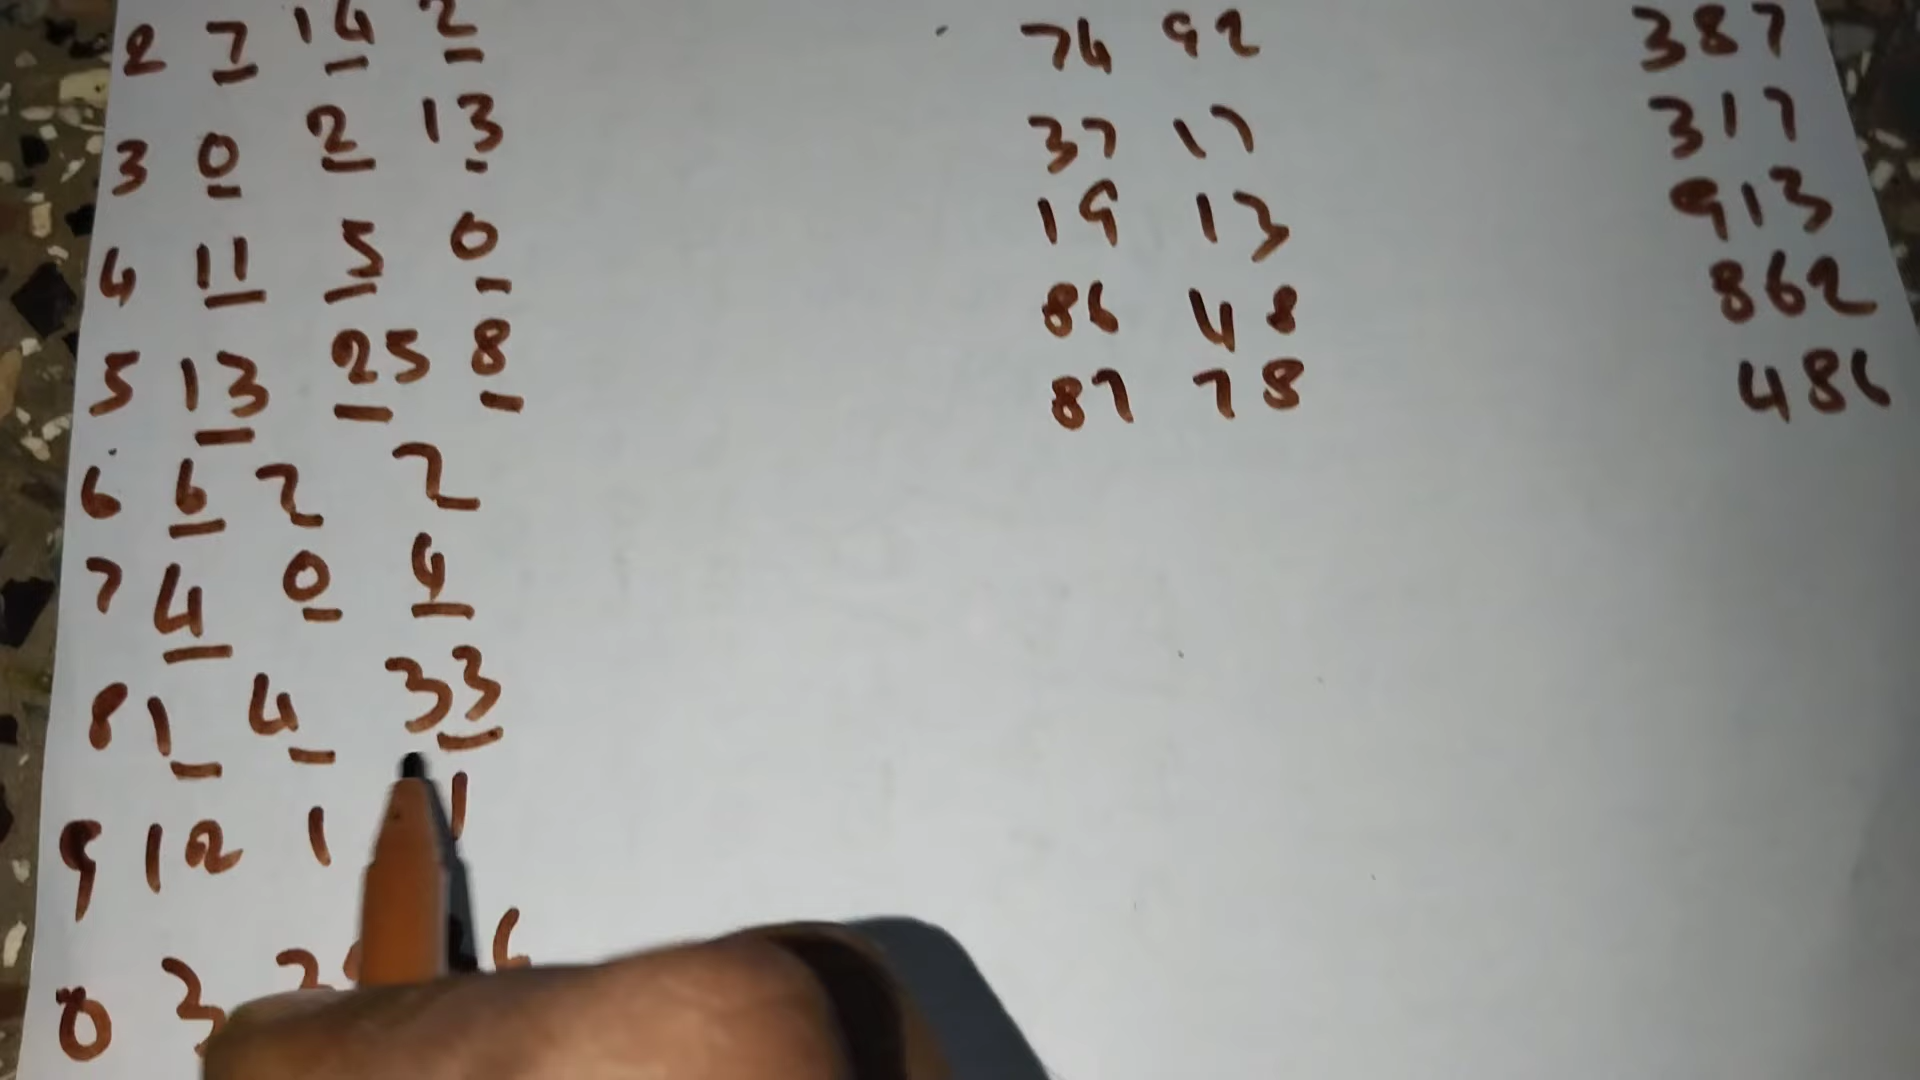 2 7 14 2 74 92 387
3 0 2 13 37 17 317
4 11 5 0 19 13 913
5 13 25 8 86 48 862
6 6 2 2 87 78 486
7 4 0 9
8 1 4 33
9 12 1 1
0 3